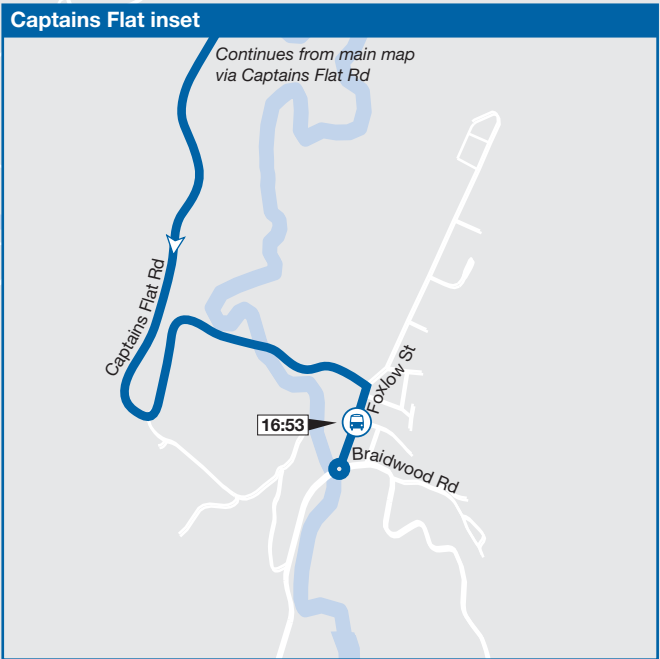 Captains Flat inset
Continues from main map
via Captains Flat Rd
Captains Flat Rd
Foxlow St
16:53
Braidwood Rd